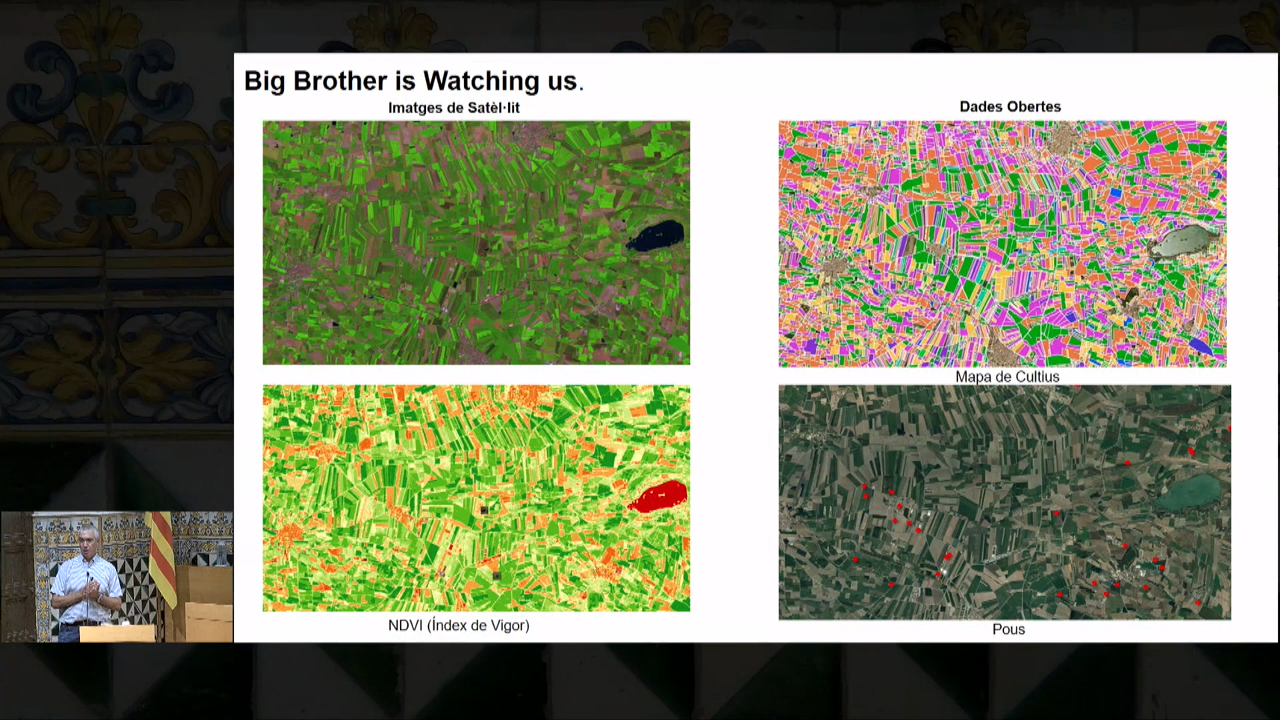 Big Brother is Watching us.
Imatges de Satèl·lit
Dades Obertes
Mapa de Cultius
NDVI (Índex de Vigor)
Pous